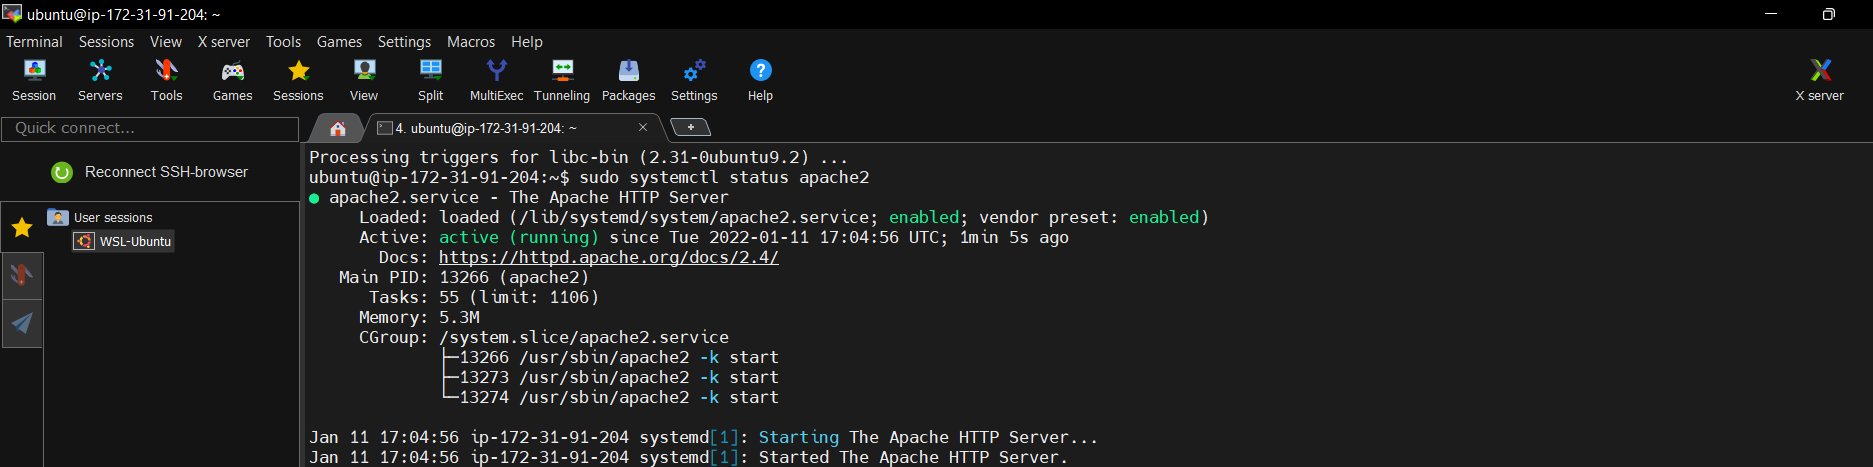 ubuntu@ip-172-31-91-204: ~
Terminal Sessions View X server Tools Games Settings Macros Help
Session Servers Tools Games Sessions View Split MultiExec Tunneling Packages Settings Help X server
Quick connect...
4. ubuntu@ip-172-31-91-204: ~
Reconnect SSH-browser
User sessions
WSL-Ubuntu
Processing triggers for libc-bin (2.31-0ubuntu9.2) ...
ubuntu@ip-172-31-91-204:~$ sudo systemctl status apache2
● apache2.service - The Apache HTTP Server
Loaded: loaded (/lib/systemd/system/apache2.service; enabled; vendor preset: enabled)
Active: active (running) since Tue 2022-01-11 17:04:56 UTC; 1min 5s ago
Docs: https://httpd.apache.org/docs/2.4/
Main PID: 13266 (apache2)
Tasks: 55 (limit: 1106)
Memory: 5.3M
CGroup: /system.slice/apache2.service
├─13266 /usr/sbin/apache2 -k start
├─13273 /usr/sbin/apache2 -k start
└─13274 /usr/sbin/apache2 -k start
Jan 11 17:04:56 ip-172-31-91-204 systemd[1]: Starting The Apache HTTP Server...
Jan 11 17:04:56 ip-172-31-91-204 systemd[1]: Started The Apache HTTP Server.